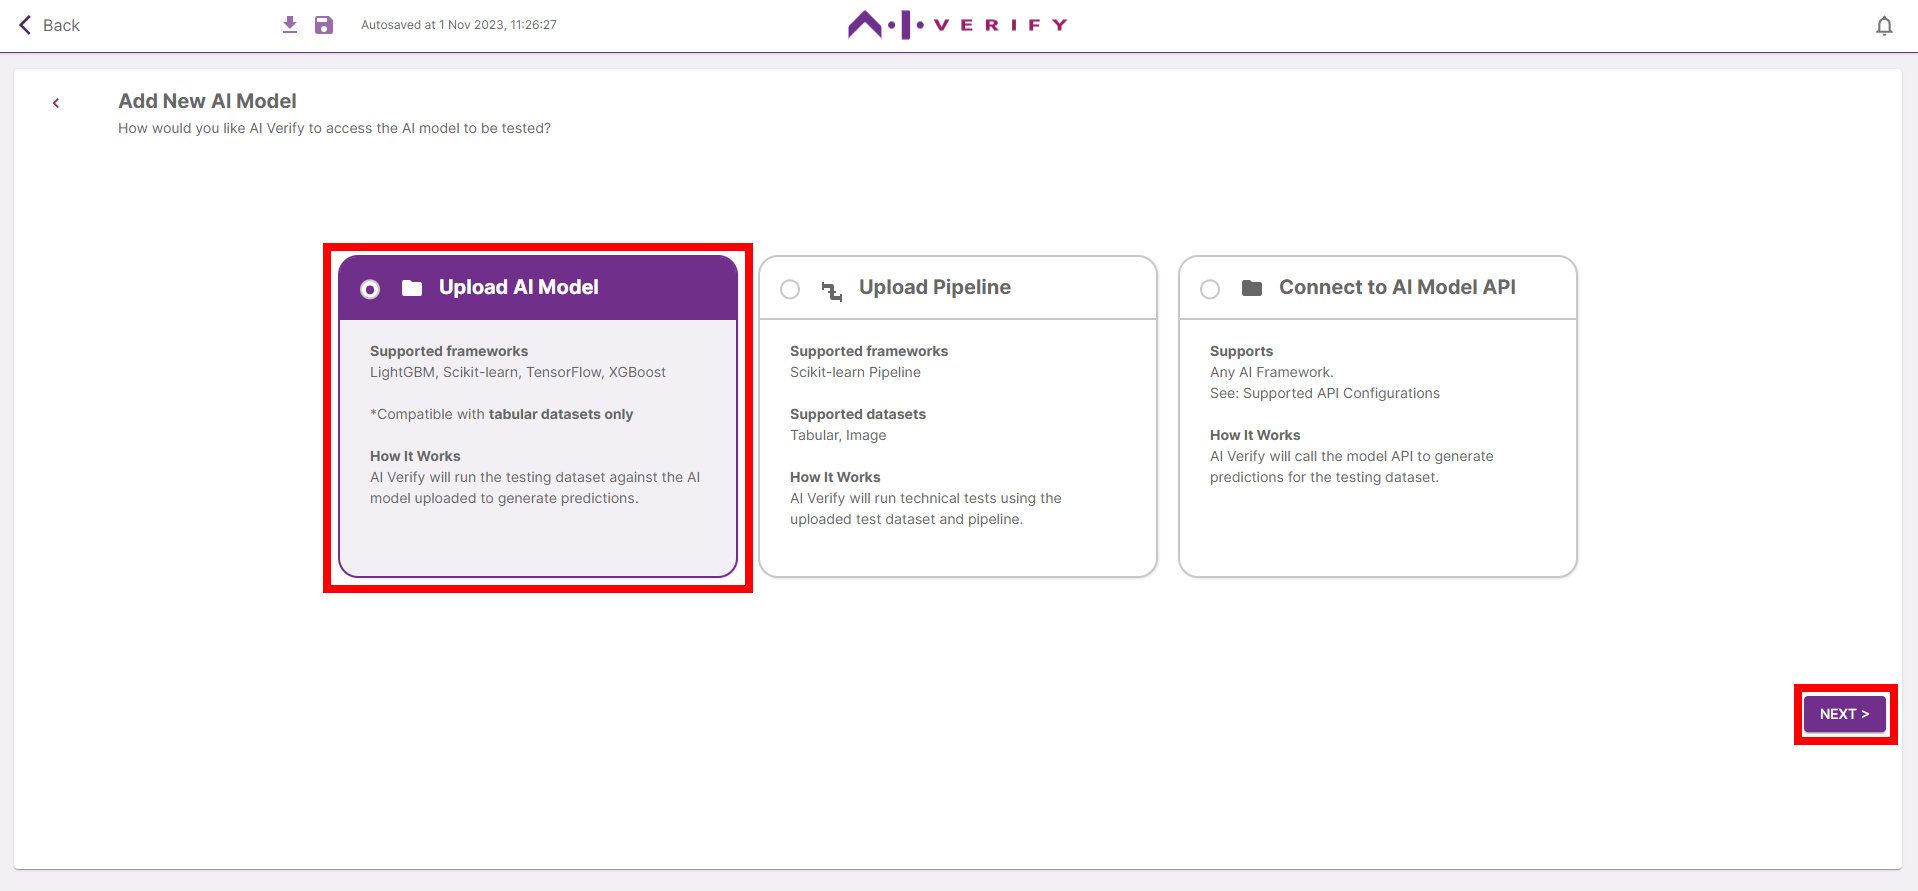 Back
Autosaved at 1 Nov 2023, 11:26:27
AI VERIFY
Add New AI Model
How would you like AI Verify to access the AI model to be tested?
Upload AI Model
Supported frameworks
LightGBM, Scikit-learn, TensorFlow, XGBoost
*Compatible with tabular datasets only
How It Works
AI Verify will run the testing dataset against the AI
model uploaded to generate predictions.
Upload Pipeline
Supported frameworks
Scikit-learn Pipeline
Supported datasets
Tabular, Image
How It Works
AI Verify will run technical tests using the
uploaded test dataset and pipeline.
Connect to AI Model API
Supports
Any AI Framework.
See: Supported API Configurations
How It Works
AI Verify will call the model API to generate
predictions for the testing dataset.
NEXT >